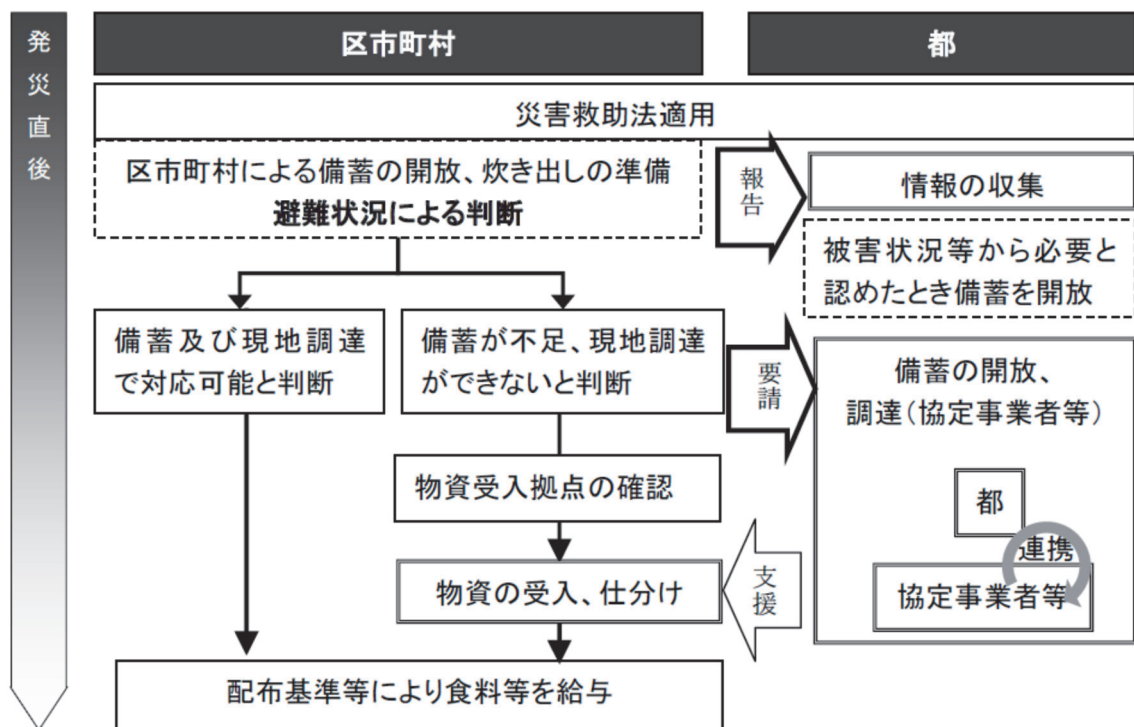 発災直後
区市町村
都
災害救助法適用
区市町村による備蓄の開放、炊き出しの準備
避難状況による判断
報告
情報の収集
被害状況等から必要と
認めたとき備蓄を開放
備蓄及び現地調達
で対応可能と判断
備蓄が不足、現地調達
ができないと判断
要請
備蓄の開放、
調達(協定事業者等)
物資受入拠点の確認
都
連携
協定事業者等
物資の受入、仕分け
支援
配布基準等により食料等を給与